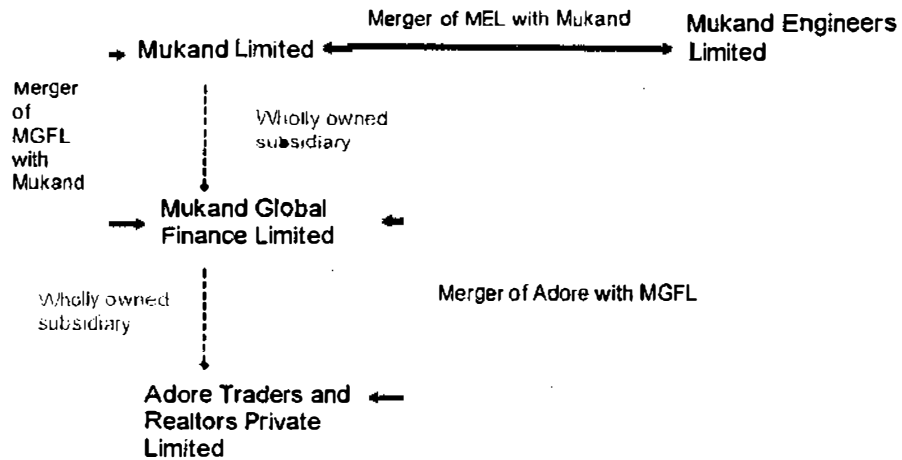 Merger of MEL with Mukand
Mukand Engineers
Limited
Mukand Limited
Merger
of
MGFL
with
Mukand
Wholly owned
subsidiary
Mukand Global
Finance Limited
Wholly owned
subsidiary
Merger of Adore with MGFL
Adore Traders and
Realtors Private
Limited